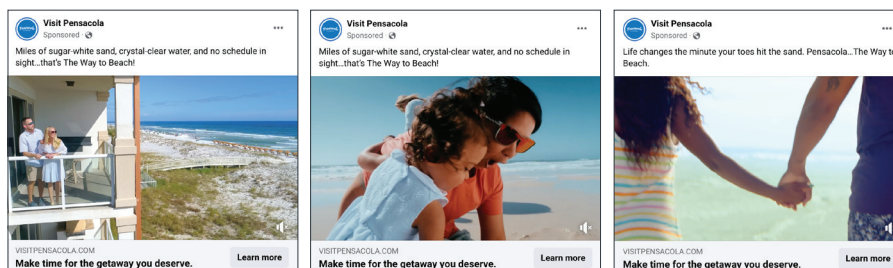 Visit Pensacola
Sponsored ·
Miles of sugar-white sand, crystal-clear water, and no schedule in
sight...that's The Way to Beach!
VISITPENSACOLA.COM
Make time for the getaway you deserve.
Learn more
Visit Pensacola
Sponsored ·
Miles of sugar-white sand, crystal-clear water, and no schedule in
sight...that's The Way to Beach!
VISITPENSACOLA.COM
Make time for the getaway you deserve.
Learn more
Visit Pensacola
Sponsored ·
Life changes the minute your toes hit the sand. Pensacola...The Way to
Beach.
VISITPENSACOLA.COM
Make time for the getaway you deserve.
Learn more